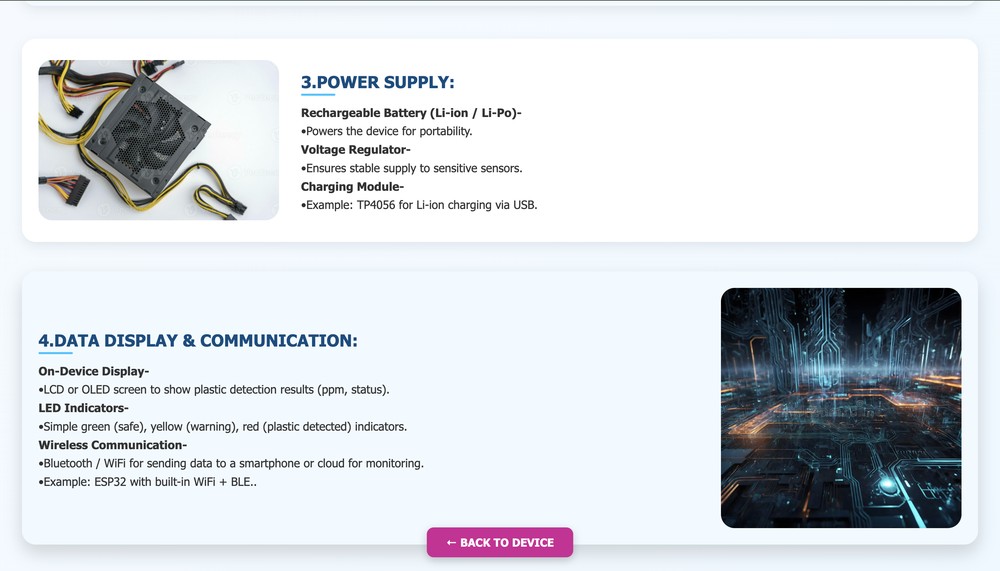 3.POWER SUPPLY:
Rechargeable Battery (Li-ion / Li-Po)-
•Powers the device for portability.
Voltage Regulator-
•Ensures stable supply to sensitive sensors.
Charging Module-
•Example: TP4056 for Li-ion charging via USB.
4.DATA DISPLAY & COMMUNICATION:
On-Device Display-
•LCD or OLED screen to show plastic detection results (ppm, status).
LED Indicators-
•Simple green (safe), yellow (warning), red (plastic detected) indicators.
Wireless Communication-
•Bluetooth / WiFi for sending data to a smartphone or cloud for monitoring.
•Example: ESP32 with built-in WiFi + BLE..
dreamstime
← BACK TO DEVICE